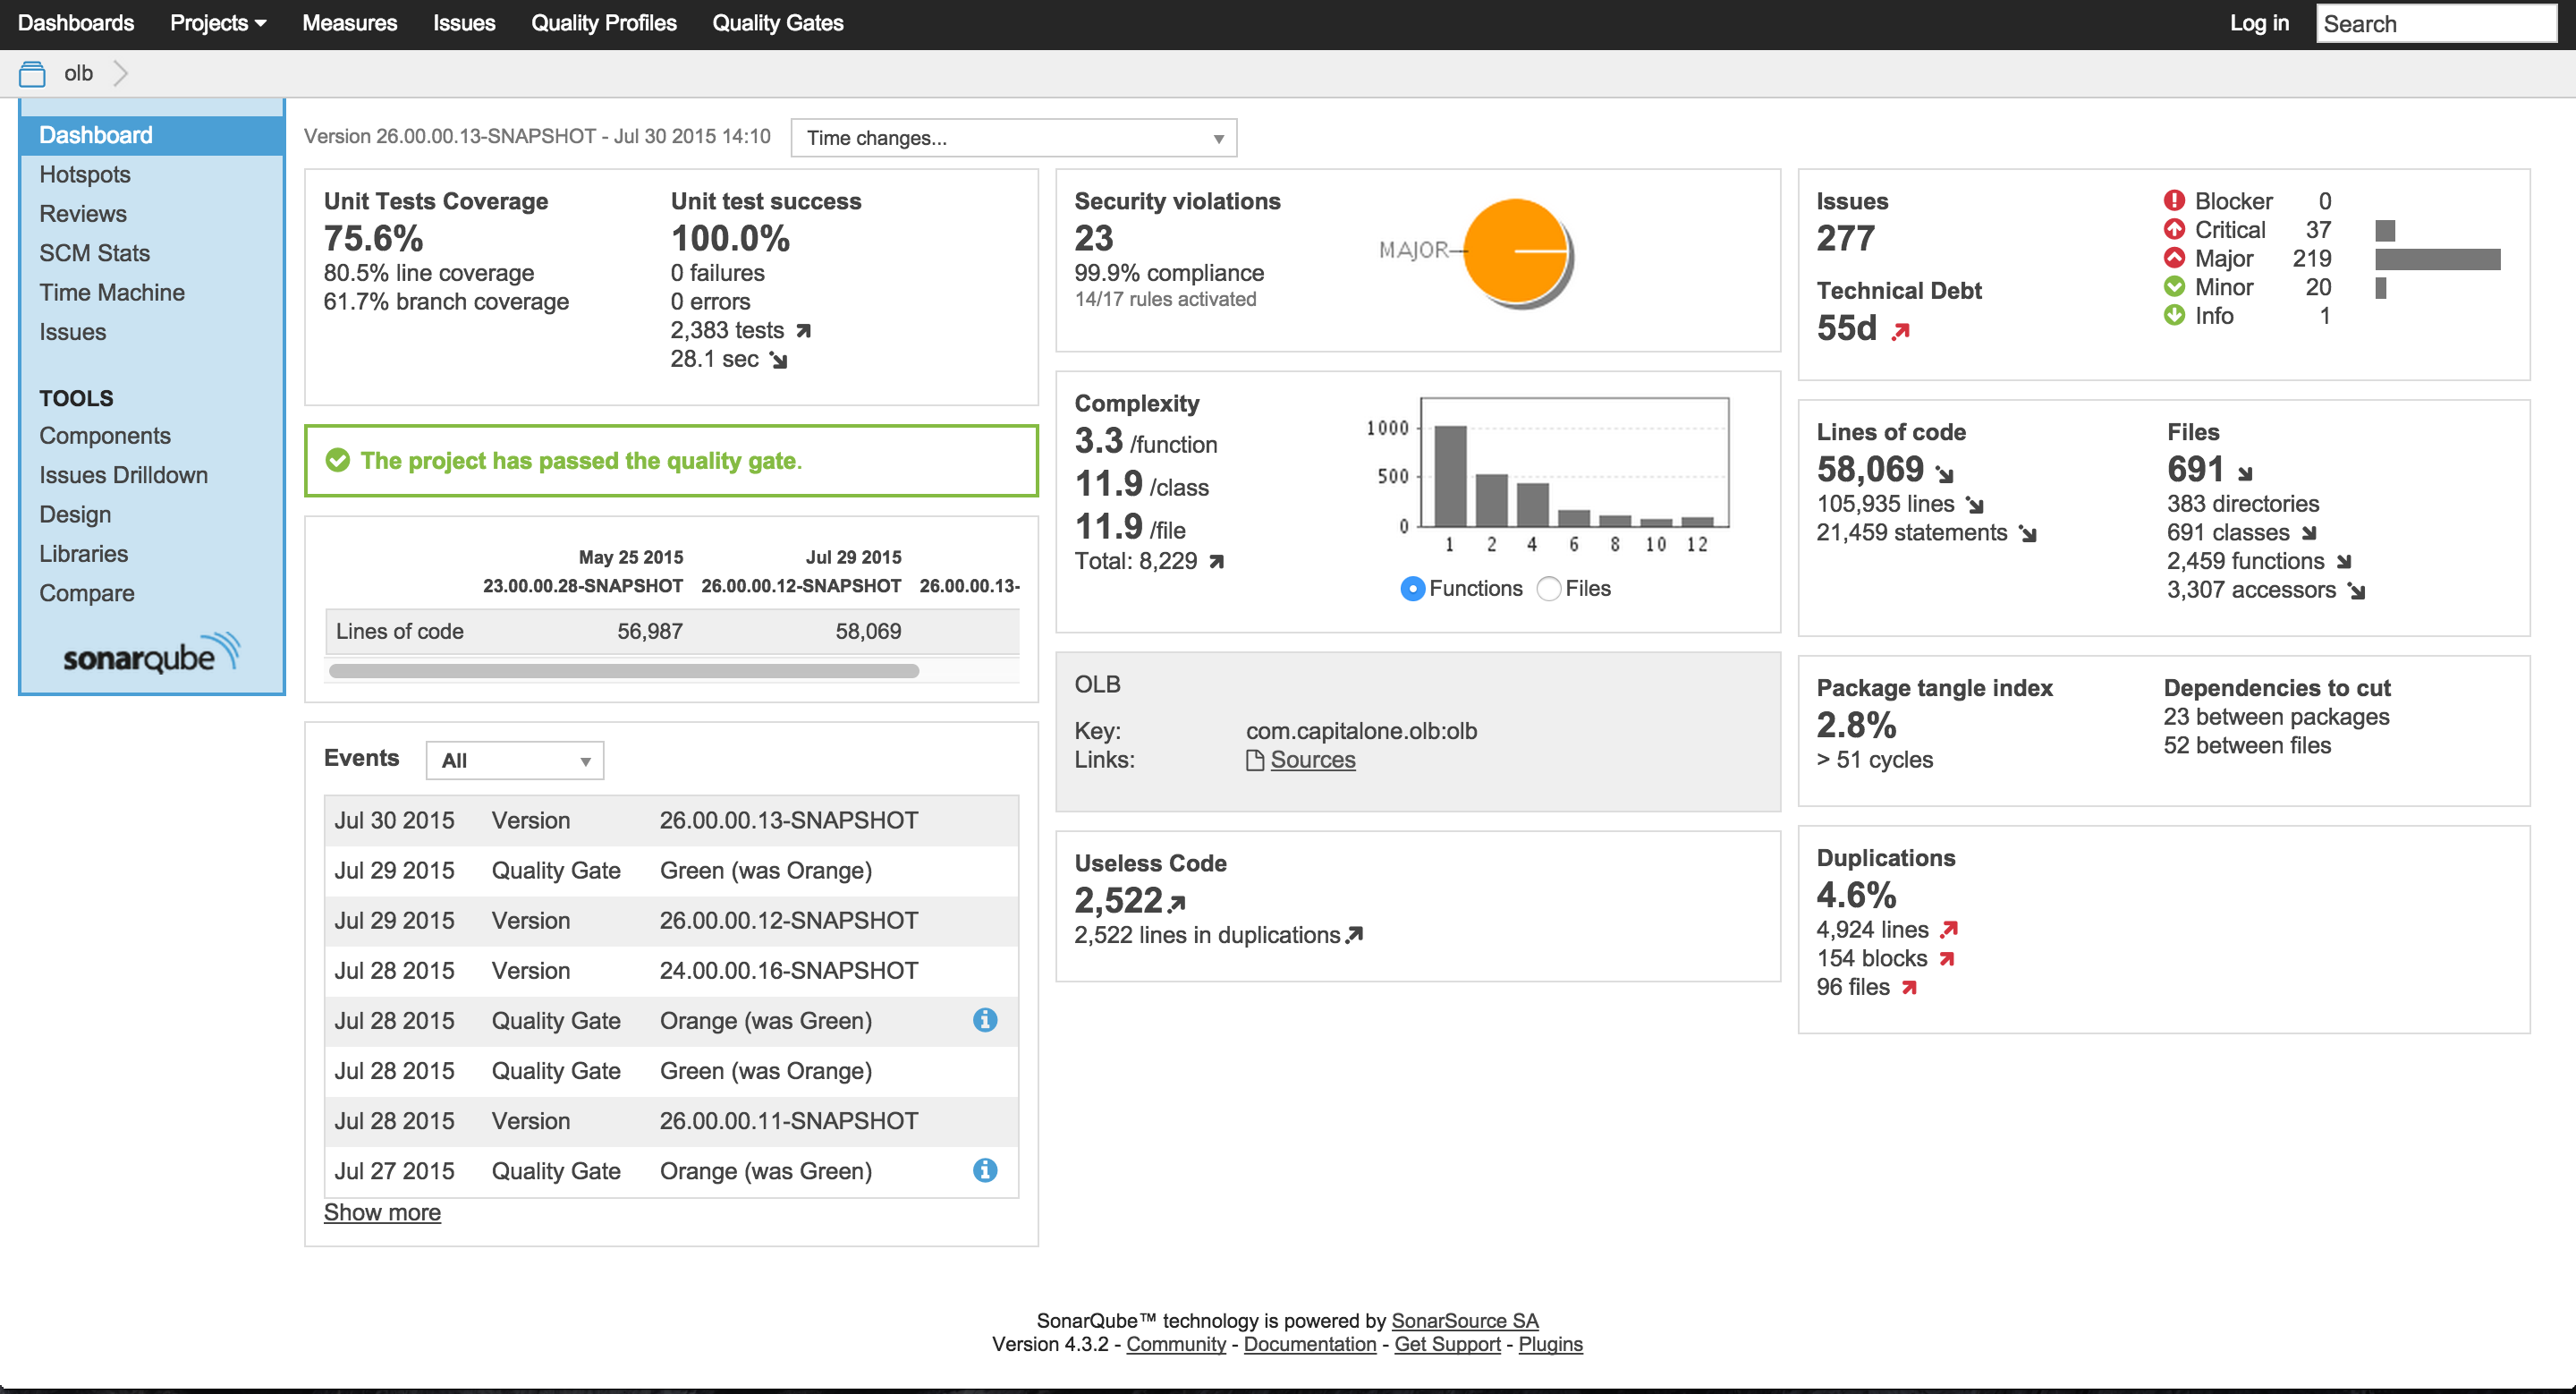 Dashboards Projects Measures Issues Quality Profiles Quality Gates Log in Search
olb
Dashboard
Hotspots
Reviews
SCM Stats
Time Machine
Issues
TOOLS
Components
Issues Drilldown
Design
Libraries
Compare
sonarqube
Version 26.00.00.13-SNAPSHOT - Jul 30 2015 14:10 Time changes...
Unit Tests Coverage
75.6%
80.5% line coverage
61.7% branch coverage
Unit test success
100.0%
0 failures
0 errors
2,383 tests
28.1 sec
The project has passed the quality gate.
May 25 2015 Jul 29 2015
23.00.00.28-SNAPSHOT 26.00.00.12-SNAPSHOT 26.00.00.13-
Lines of code 56,987 58,069
Events All
Jul 30 2015 Version 26.00.00.13-SNAPSHOT
Jul 29 2015 Quality Gate Green (was Orange)
Jul 29 2015 Version 26.00.00.12-SNAPSHOT
Jul 28 2015 Version 24.00.00.16-SNAPSHOT
Jul 28 2015 Quality Gate Orange (was Green)
Jul 28 2015 Quality Gate Green (was Orange)
Jul 28 2015 Version 26.00.00.11-SNAPSHOT
Jul 27 2015 Quality Gate Orange (was Green)
Show more
Security violations
23
99.9% compliance
14/17 rules activated
MAJOR
Complexity
3.3 /function
11.9 /class
11.9 /file
Total: 8,229
1000
500
0
1 2 4 6 8 10 12
Functions Files
OLB
Key: com.capitalone.olb:olb
Links: Sources
Useless Code
2,522
2,522 lines in duplications
Issues
277
Technical Debt
55d
Blocker 0
Critical 37
Major 219
Minor 20
Info 1
Lines of code
58,069
105,935 lines
21,459 statements
Files
691
383 directories
691 classes
2,459 functions
3,307 accessors
Package tangle index
2.8%
> 51 cycles
Dependencies to cut
23 between packages
52 between files
Duplications
4.6%
4,924 lines
154 blocks
96 files
SonarQube™ technology is powered by SonarSource SA
Version 4.3.2 - Community - Documentation - Get Support - Plugins